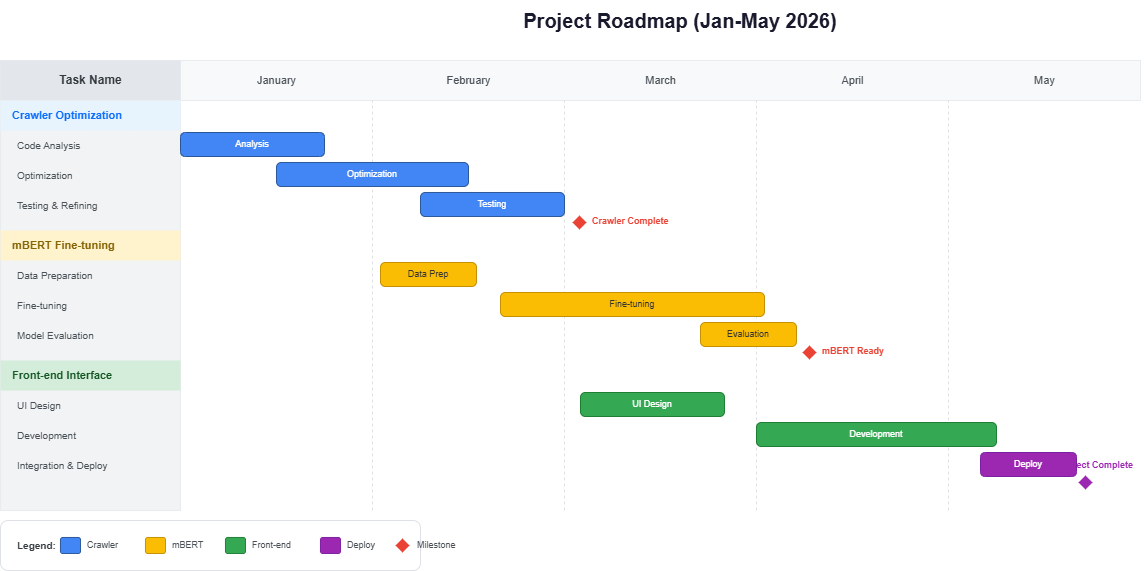 Project Roadmap (Jan-May 2026)
Task Name
January
February
March
April
May
Crawler Optimization
Code Analysis
Analysis
Optimization
Optimization
Testing & Refining
Testing
Crawler Complete
mBERT Fine-tuning
Data Preparation
Data Prep
Fine-tuning
Fine-tuning
Model Evaluation
Evaluation
mBERT Ready
Front-end Interface
UI Design
UI Design
Development
Development
Integration & Deploy
Deploy
ect Complete
Legend:
Crawler
mBERT
Front-end
Deploy
Milestone